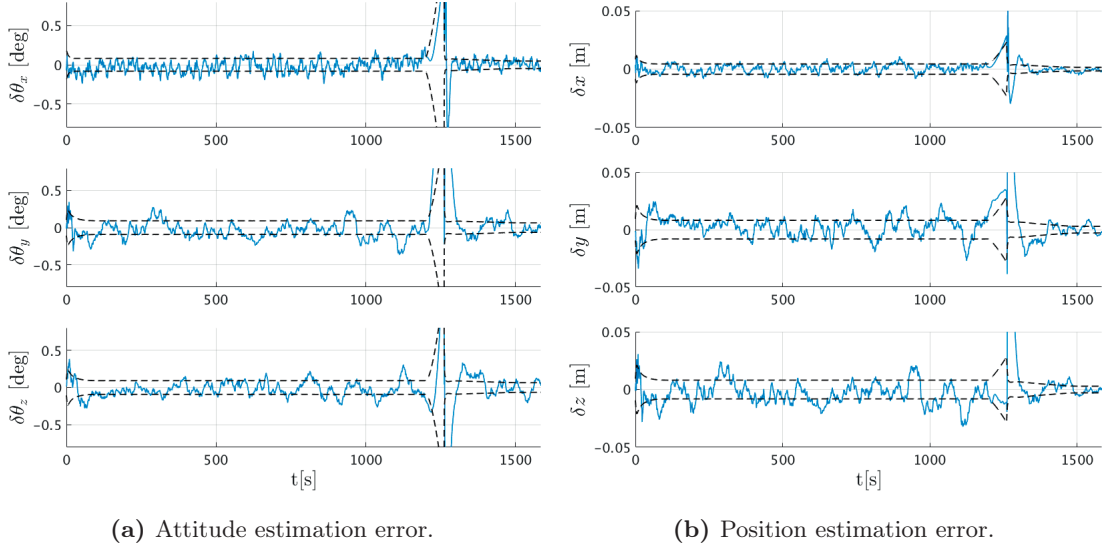 δθx [deg]
0.5
0
−0.5
0 500 1000 1500
δθy [deg]
0.5
0
−0.5
0 500 1000 1500
δθz [deg]
0.5
0
−0.5
0 500 1000 1500
t[s]
(a) Attitude estimation error.
δx [m]
0.05
0
−0.05
0 500 1000 1500
δy [m]
0.05
0
−0.05
0 500 1000 1500
δz [m]
0.05
0
−0.05
0 500 1000 1500
t[s]
(b) Position estimation error.